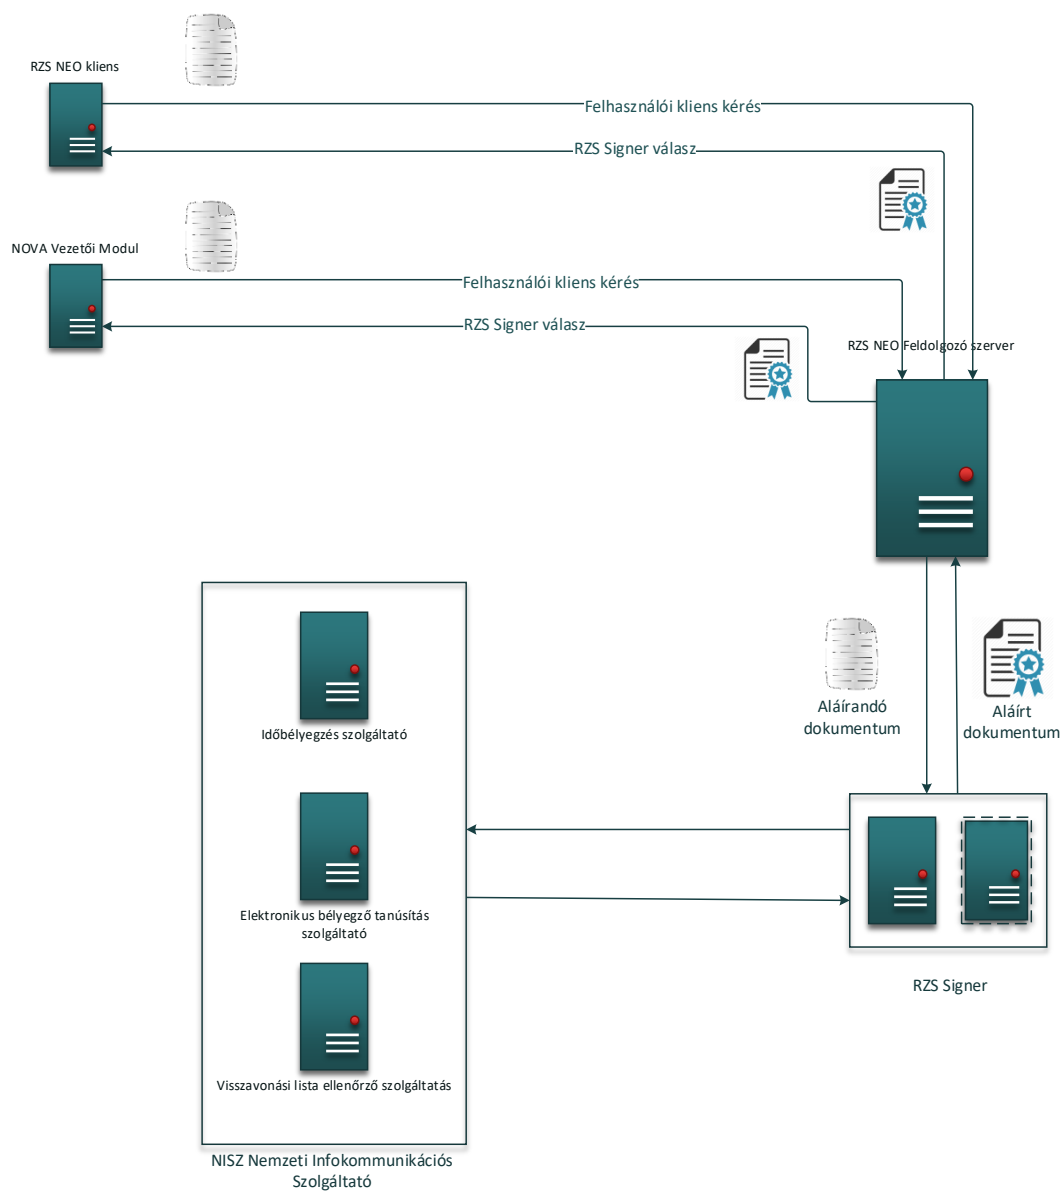 RZS NEO kliens
Felhasználói kliens kérés
RZS Signer válasz
NOVA Vezetői Modul
Felhasználói kliens kérés
RZS Signer válasz
RZS NEO Feldolgozó szerver
Aláírandó
dokumentum
Aláírt
dokumentum
Időbélyegzés szolgáltató
Elektronikus bélyegző tanúsítás
szolgáltató
RZS Signer
Visszavonási lista ellenőrző szolgáltatás
NISZ Nemzeti Infokommunikációs
Szolgáltató